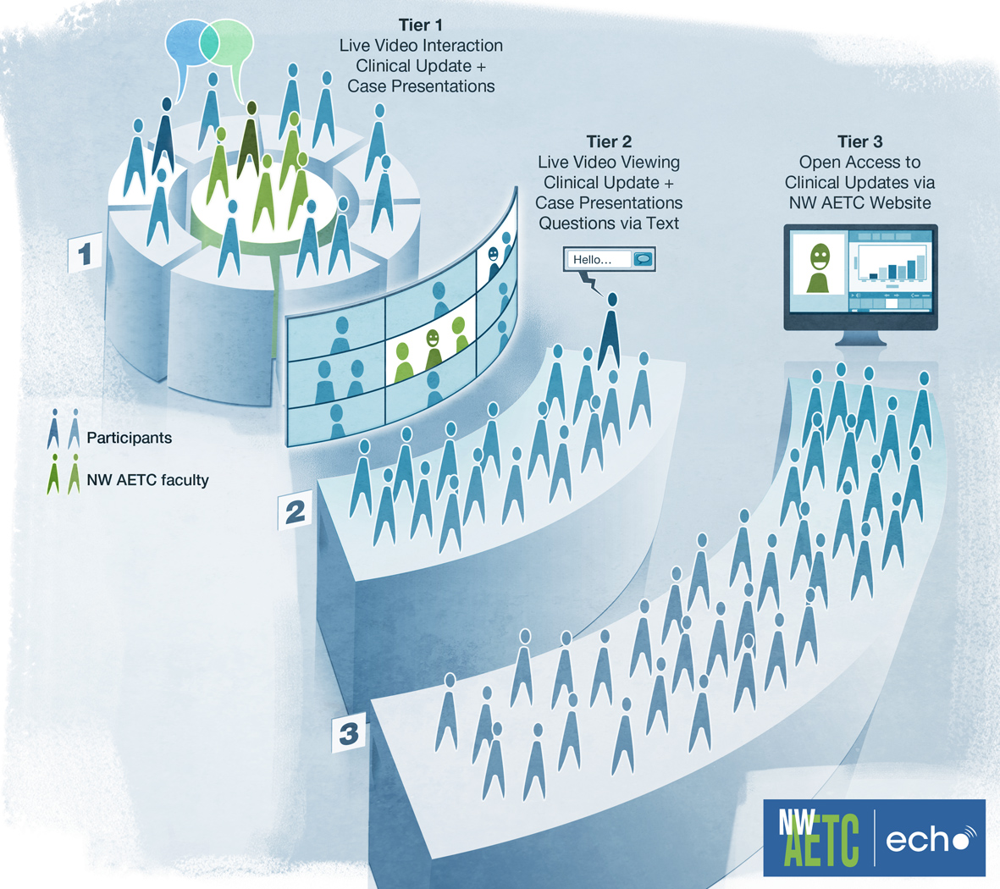 Tier 1
Live Video Interaction
Clinical Update +
Case Presentations
Tier 2
Live Video Viewing
Clinical Update +
Case Presentations
Questions via Text
Tier 3
Open Access to
Clinical Updates via
NW AETC Website
Hello...
1
Participants
NW AETC faculty
2
3
NW
AETC
echo